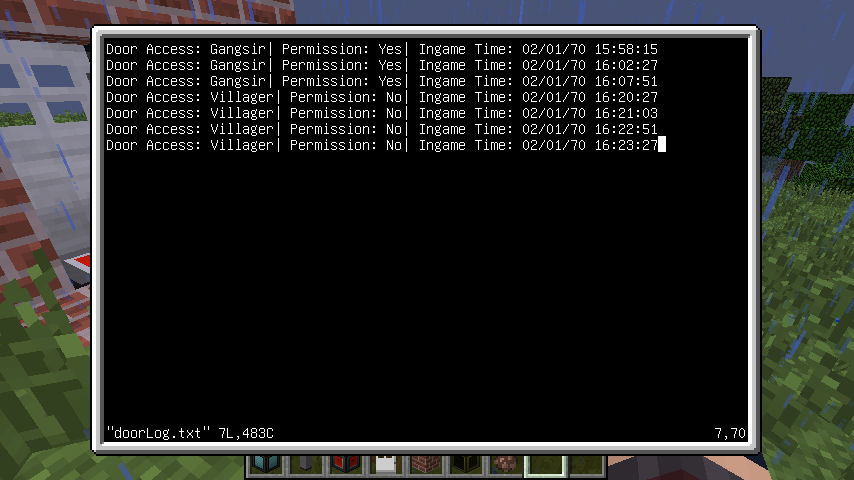 Door Access: Gangsir| Permission: Yes| Ingame Time: 02/01/70 15:58:15
Door Access: Gangsir| Permission: Yes| Ingame Time: 02/01/70 16:02:27
Door Access: Gangsir| Permission: Yes| Ingame Time: 02/01/70 16:07:51
Door Access: Villager| Permission: No| Ingame Time: 02/01/70 16:20:27
Door Access: Villager| Permission: No| Ingame Time: 02/01/70 16:21:03
Door Access: Villager| Permission: No| Ingame Time: 02/01/70 16:22:51
Door Access: Villager| Permission: No| Ingame Time: 02/01/70 16:23:27
"doorLog.txt" 7L,483C 7,70